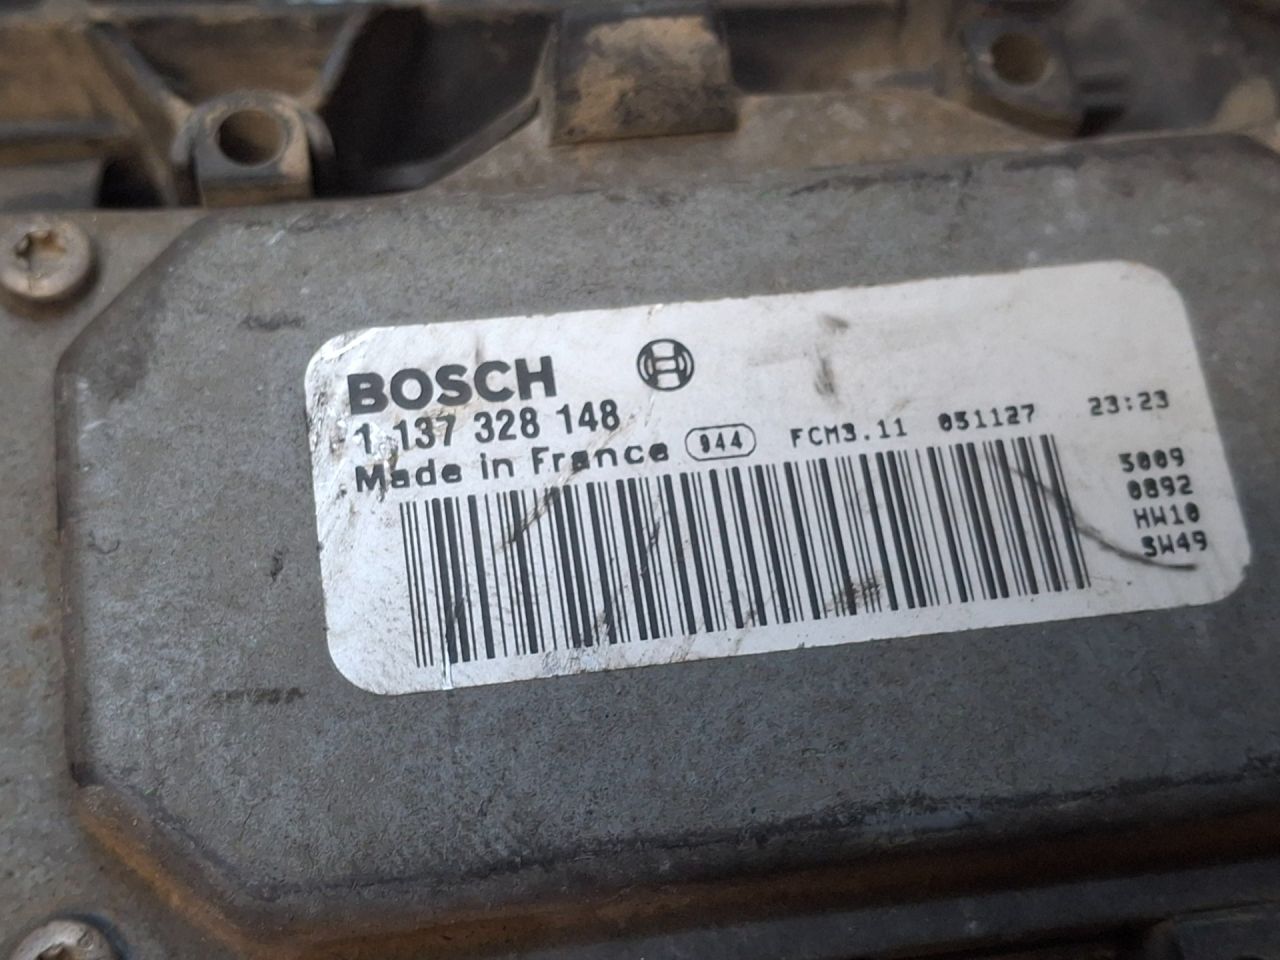 BOSCH
1 137 328 148
Made in France 944 FCM3.11 051127 23:23
5009
0892
HW10
SW49